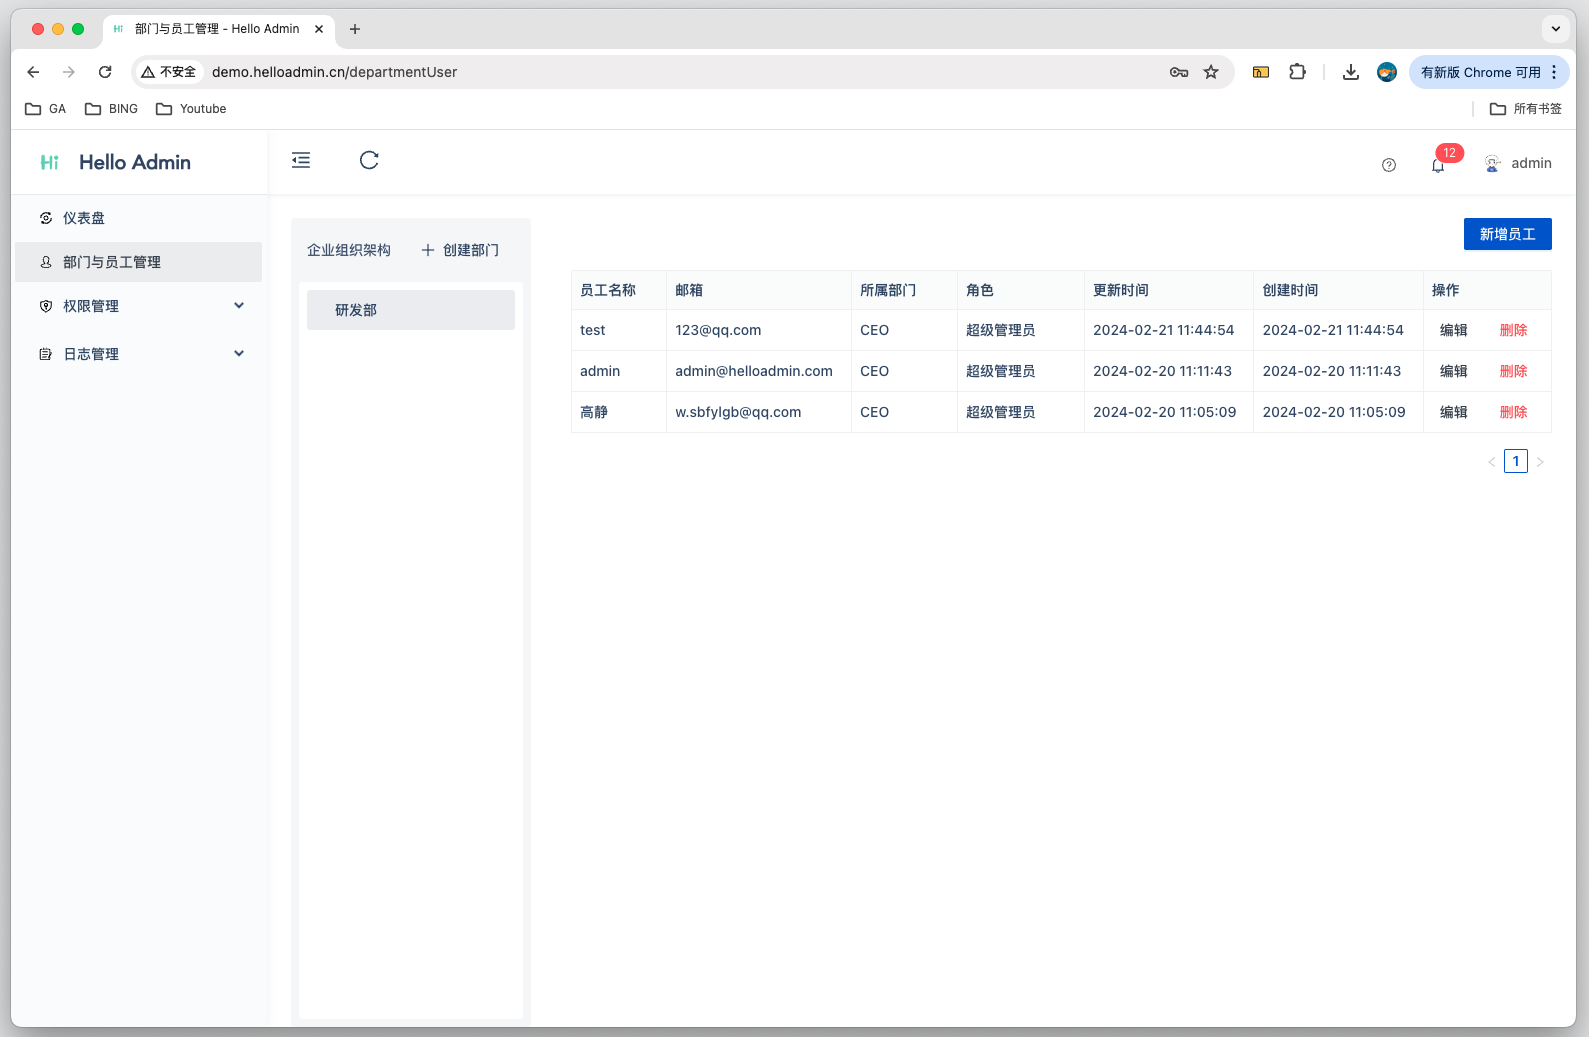 部门与员工管理 - Hello Admin
不安全 demo.helloadmin.cn/departmentUser 有新版 Chrome 可用
GA BING Youtube 所有书签
Hi Hello Admin 12 admin
仪表盘
部门与员工管理
权限管理
日志管理
企业组织架构 创建部门
研发部
新增员工
员工名称 邮箱 所属部门 角色 更新时间 创建时间 操作
test 123@qq.com CEO 超级管理员 2024-02-21 11:44:54 2024-02-21 11:44:54 编辑 删除
admin admin@helloadmin.com CEO 超级管理员 2024-02-20 11:11:43 2024-02-20 11:11:43 编辑 删除
高静 w.sbfylgb@qq.com CEO 超级管理员 2024-02-20 11:05:09 2024-02-20 11:05:09 编辑 删除
1